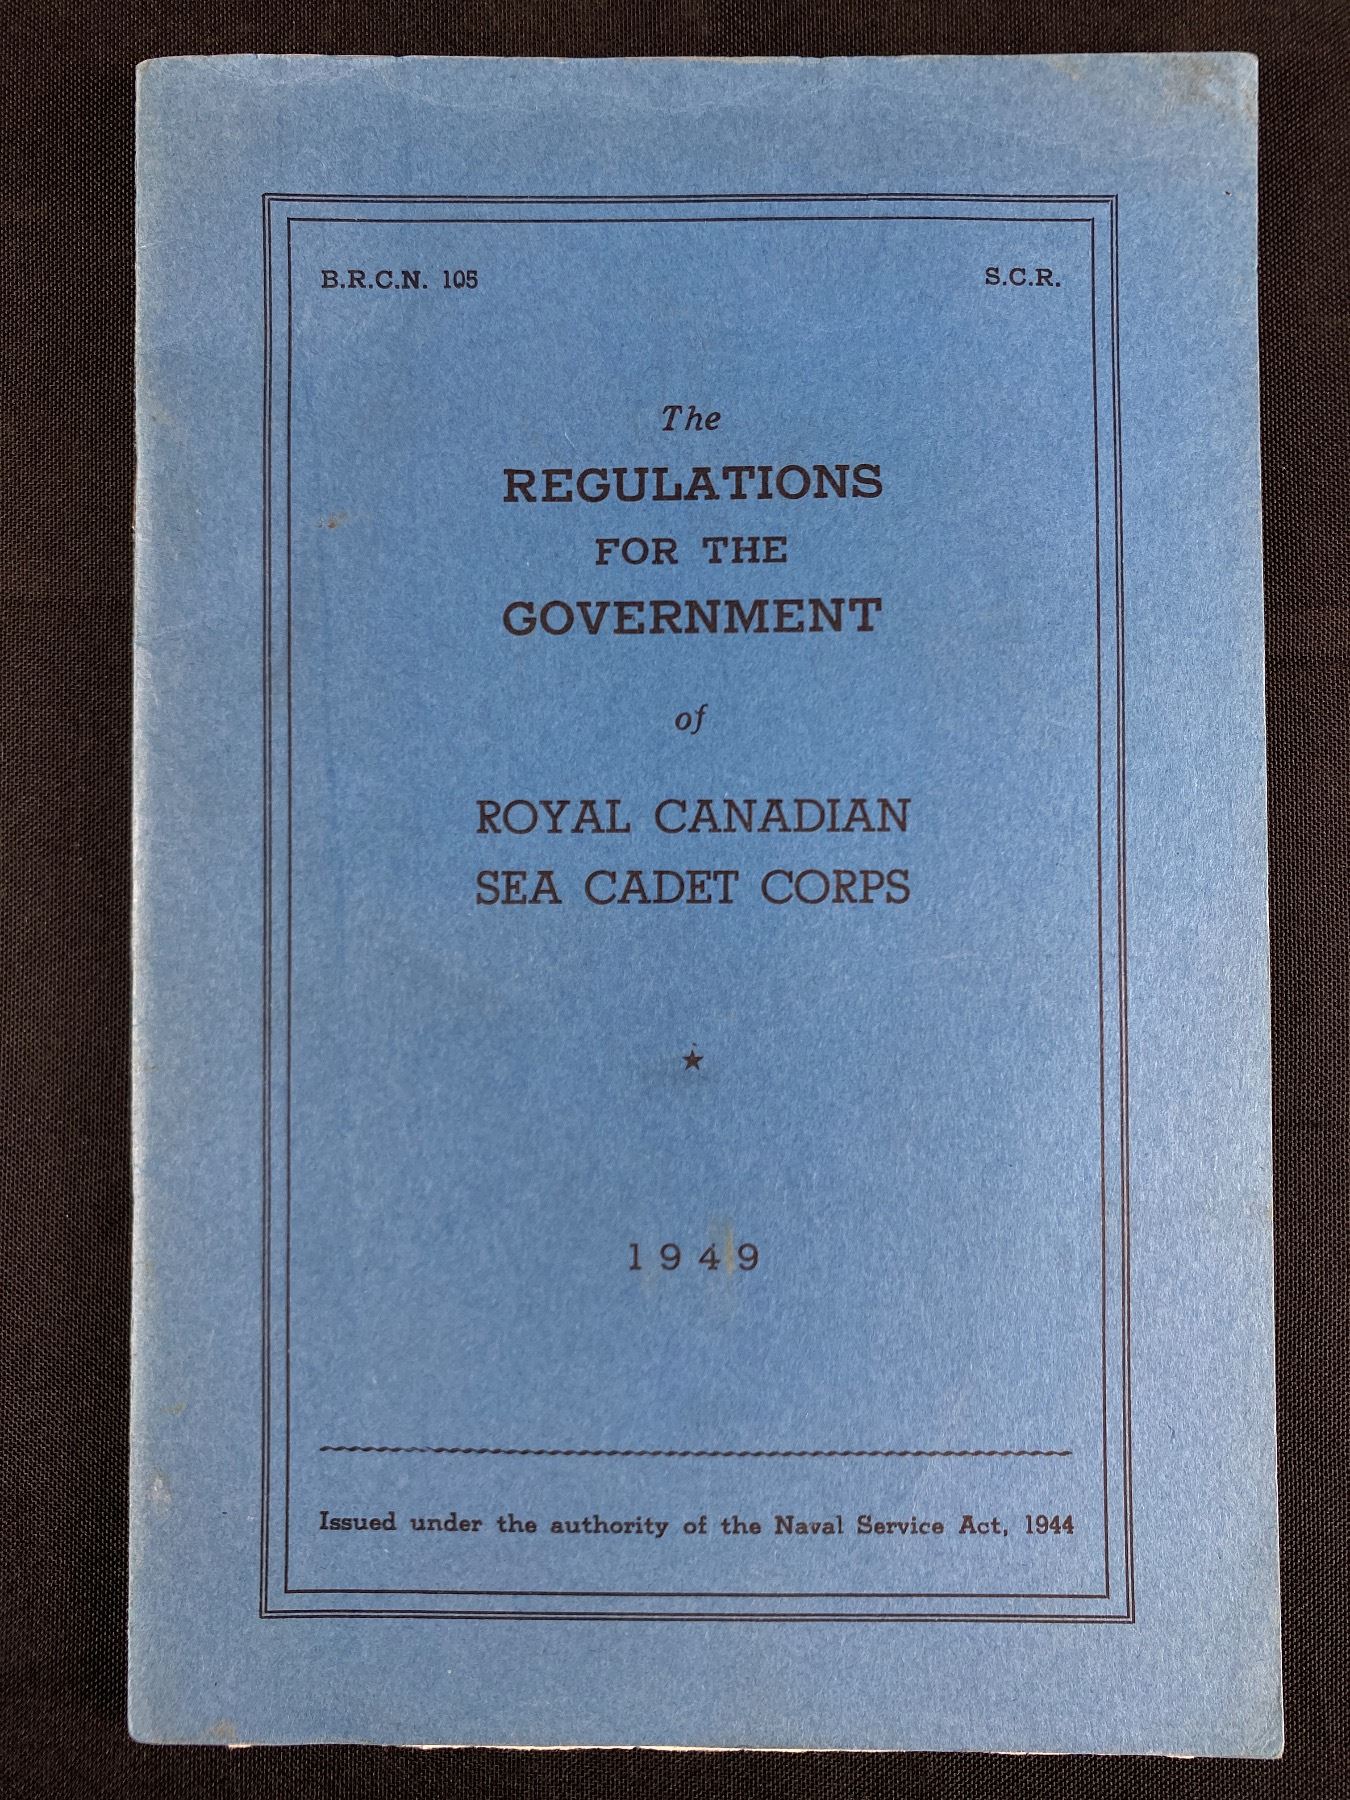 B.R.C.N. 105 S.C.R.
The
REGULATIONS
FOR THE
GOVERNMENT
of
ROYAL CANADIAN
SEA CADET CORPS
1949
Issued under the authority of the Naval Service Act, 1944